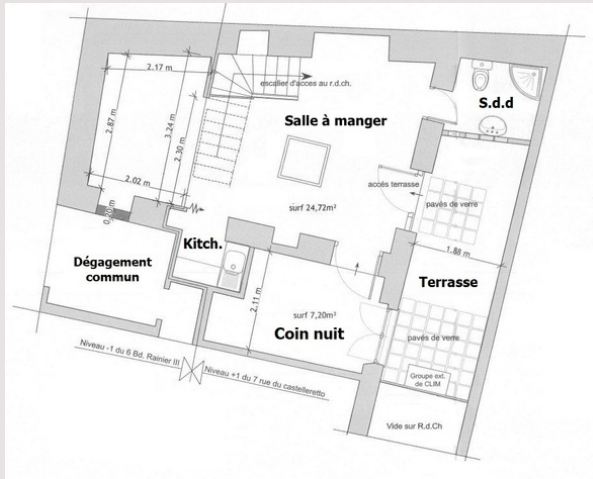 2.17 m
escalier d'acces au r.d.ch.
S.d.d
2.87 m
3.24 m
2.30 m
Salle à manger
2.02 m
accés terrasse
pavés de verre
surf 24,72m²
0.20 m
Kitch.
1.88 m
Dégagement
commun
Terrasse
2.11 m
surf 7,20m²
Coin nuit
pavés de verre
Groupe ext.
de CLIM
Niveau -1 du 6 Bd. Rainier III
Niveau +1 du 7 rue du castelleretto
Vide sur R.d.Ch